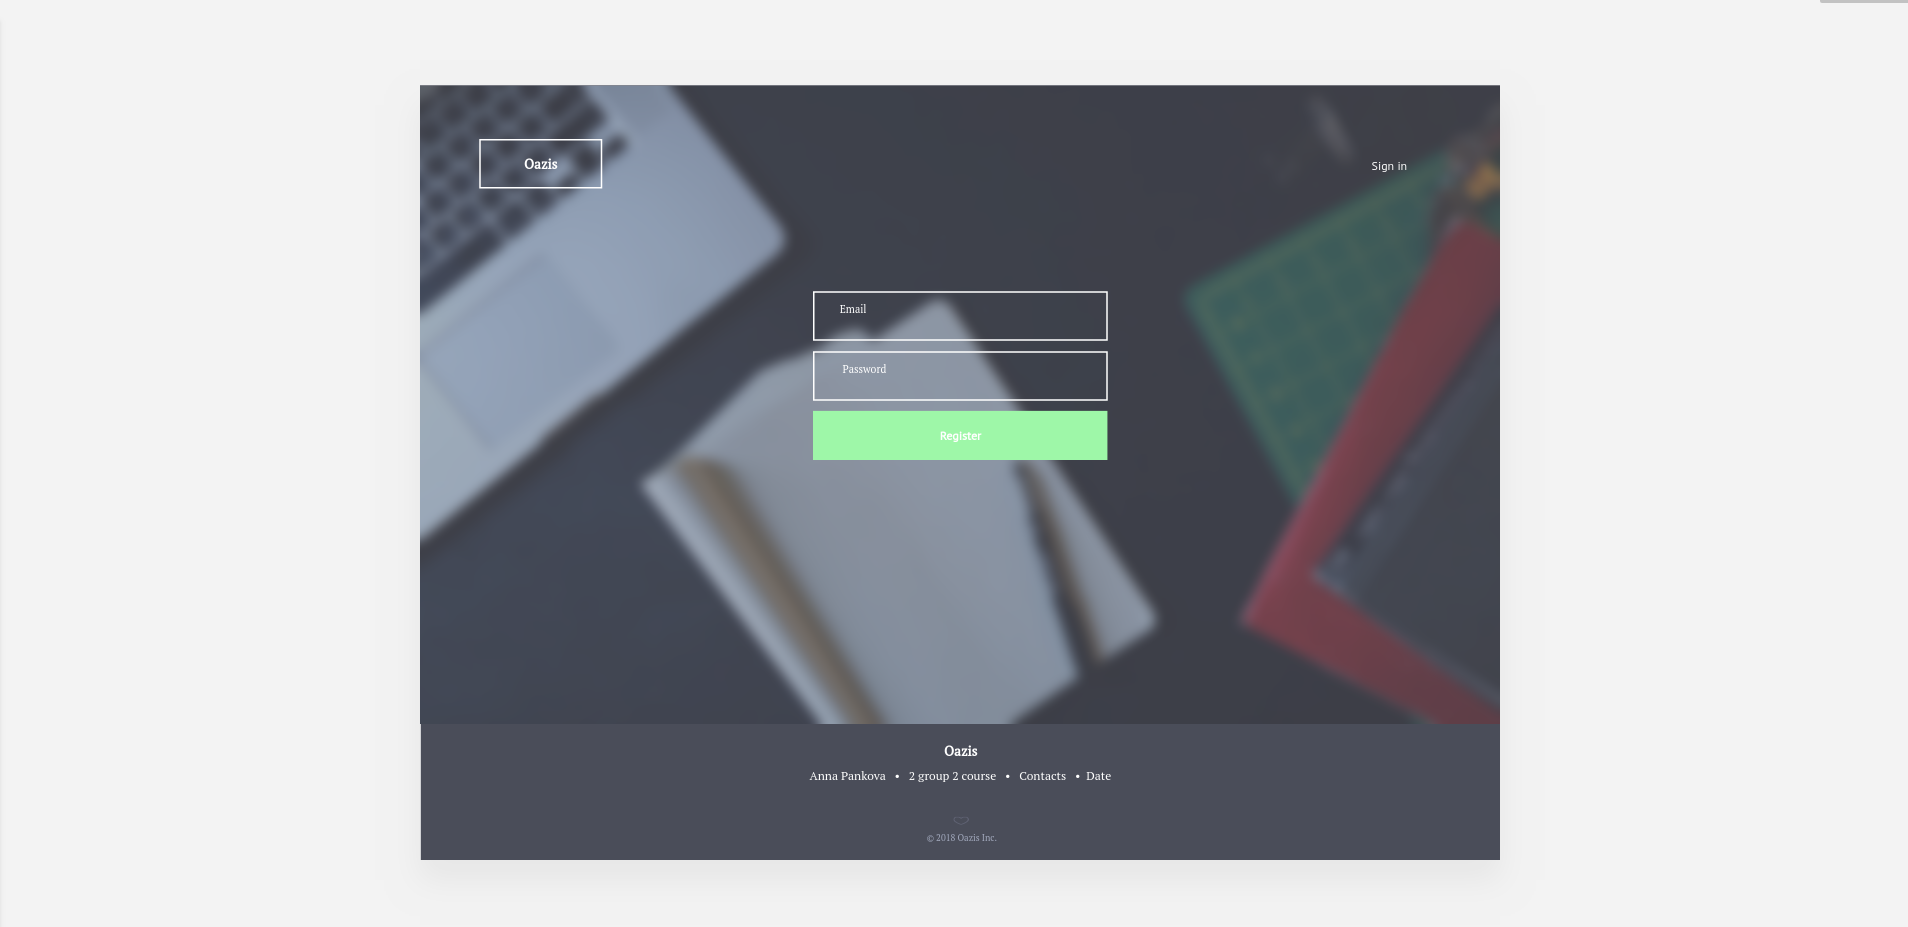 Oazis
Sign in
Email
Password
Register
Oazis
Anna Pankova • 2 group 2 course • Contacts • Date
© 2018 Oazis Inc.